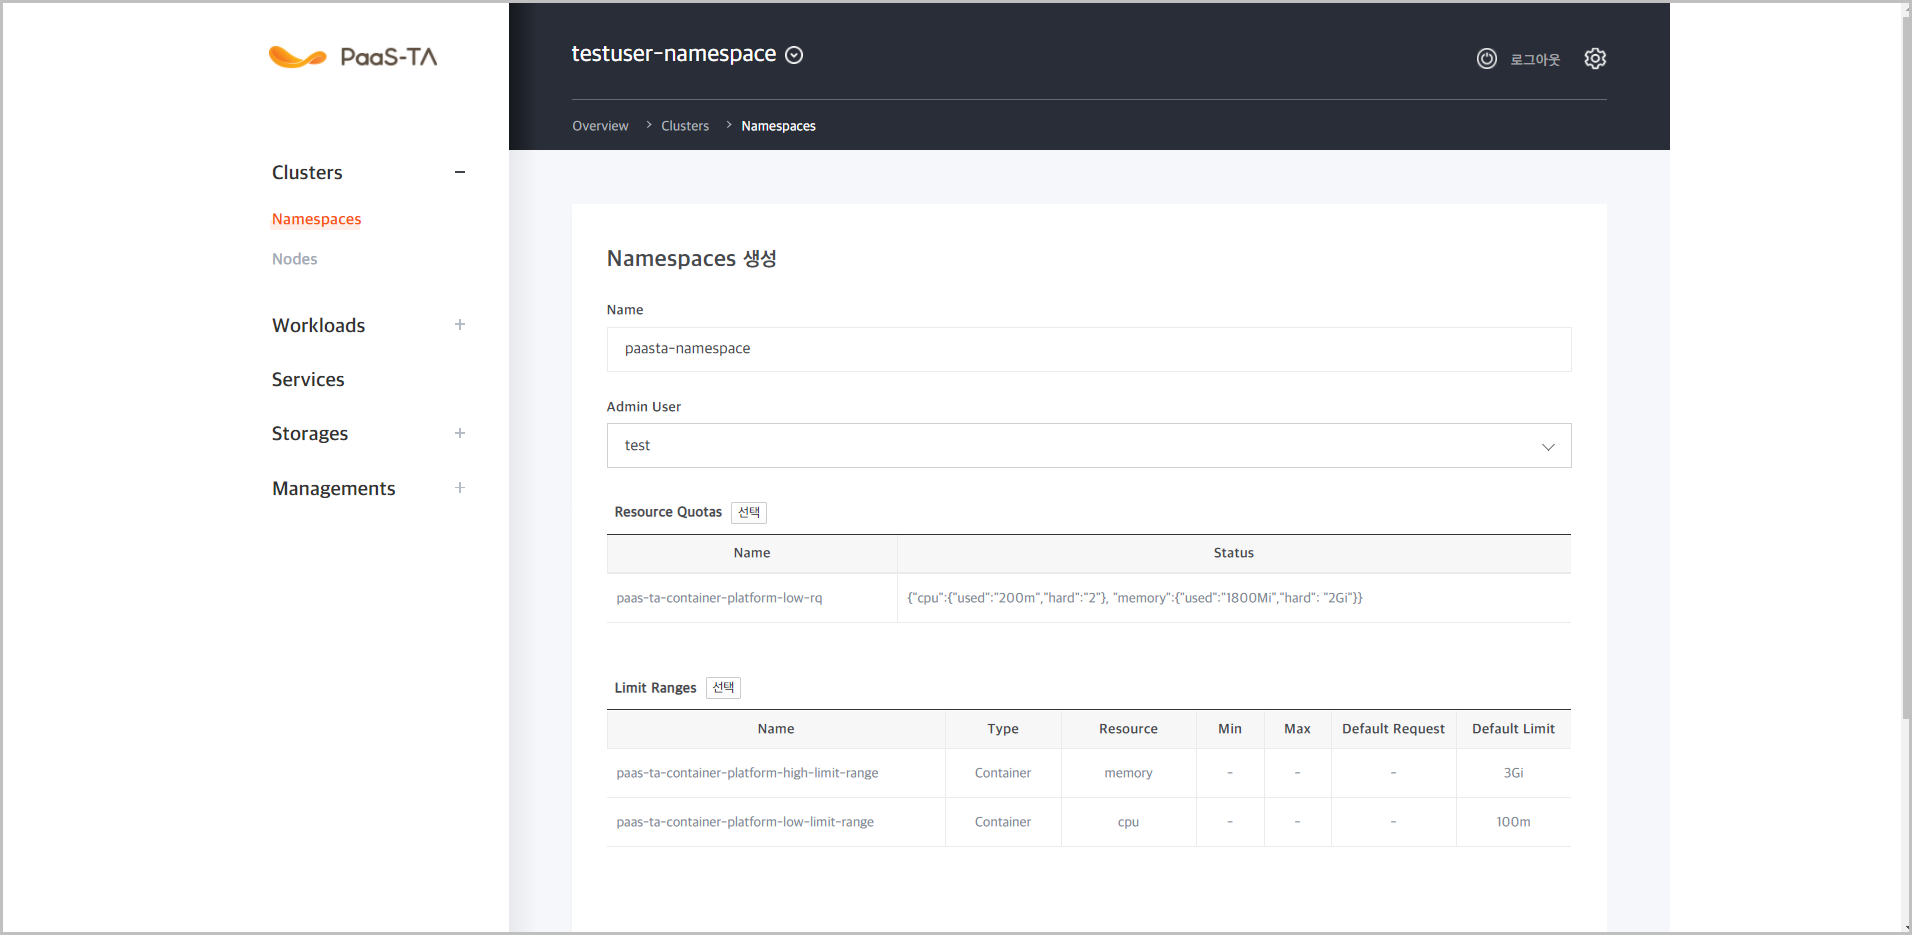 PaaS-TA
testuser-namespace
로그아웃
Overview > Clusters > Namespaces
Clusters
Namespaces
Nodes
Workloads
Services
Storages
Managements
Namespaces 생성
Name
paasta-namespace
Admin User
test
Resource Quotas 선택
Name Status
paas-ta-container-platform-low-rq {"cpu":{"used":"200m","hard":"2"}, "memory":{"used":"1800Mi","hard": "2Gi"}}
Limit Ranges 선택
Name Type Resource Min Max Default Request Default Limit
paas-ta-container-platform-high-limit-range Container memory - - - 3Gi
paas-ta-container-platform-low-limit-range Container cpu - - - 100m